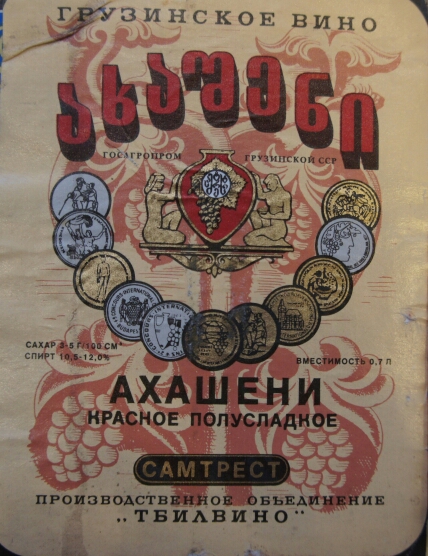 ГРУЗИНСКОЕ ВИНО
ახაშენი
ГОСАГРОПРОМ ГРУЗИНСКОЙ ССР
САХАР 3-5 Г/100 СМ³
СПИРТ 10,5-12,0%
ВМЕСТИМОСТЬ 0,7 Л
АХАШЕНИ
КРАСНОЕ ПОЛУСЛАДКОЕ
САМТРЕСТ
ПРОИЗВОДСТВЕННОЕ ОБЪЕДИНЕНИЕ
„ТБИЛВИНО"